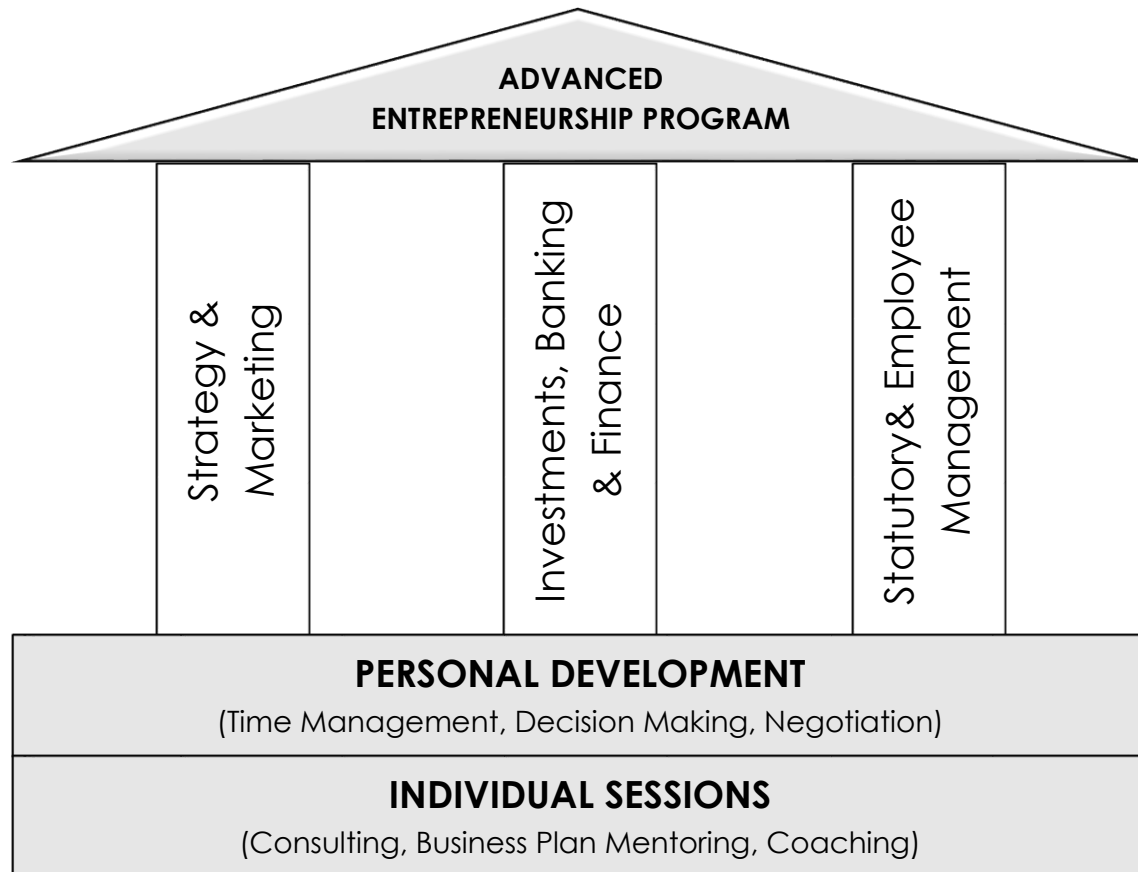 ADVANCED
ENTREPRENEURSHIP PROGRAM
Strategy &
Marketing
Investments, Banking
& Finance
Statutory& Employee
Management
PERSONAL DEVELOPMENT
(Time Management, Decision Making, Negotiation)
INDIVIDUAL SESSIONS
(Consulting, Business Plan Mentoring, Coaching)